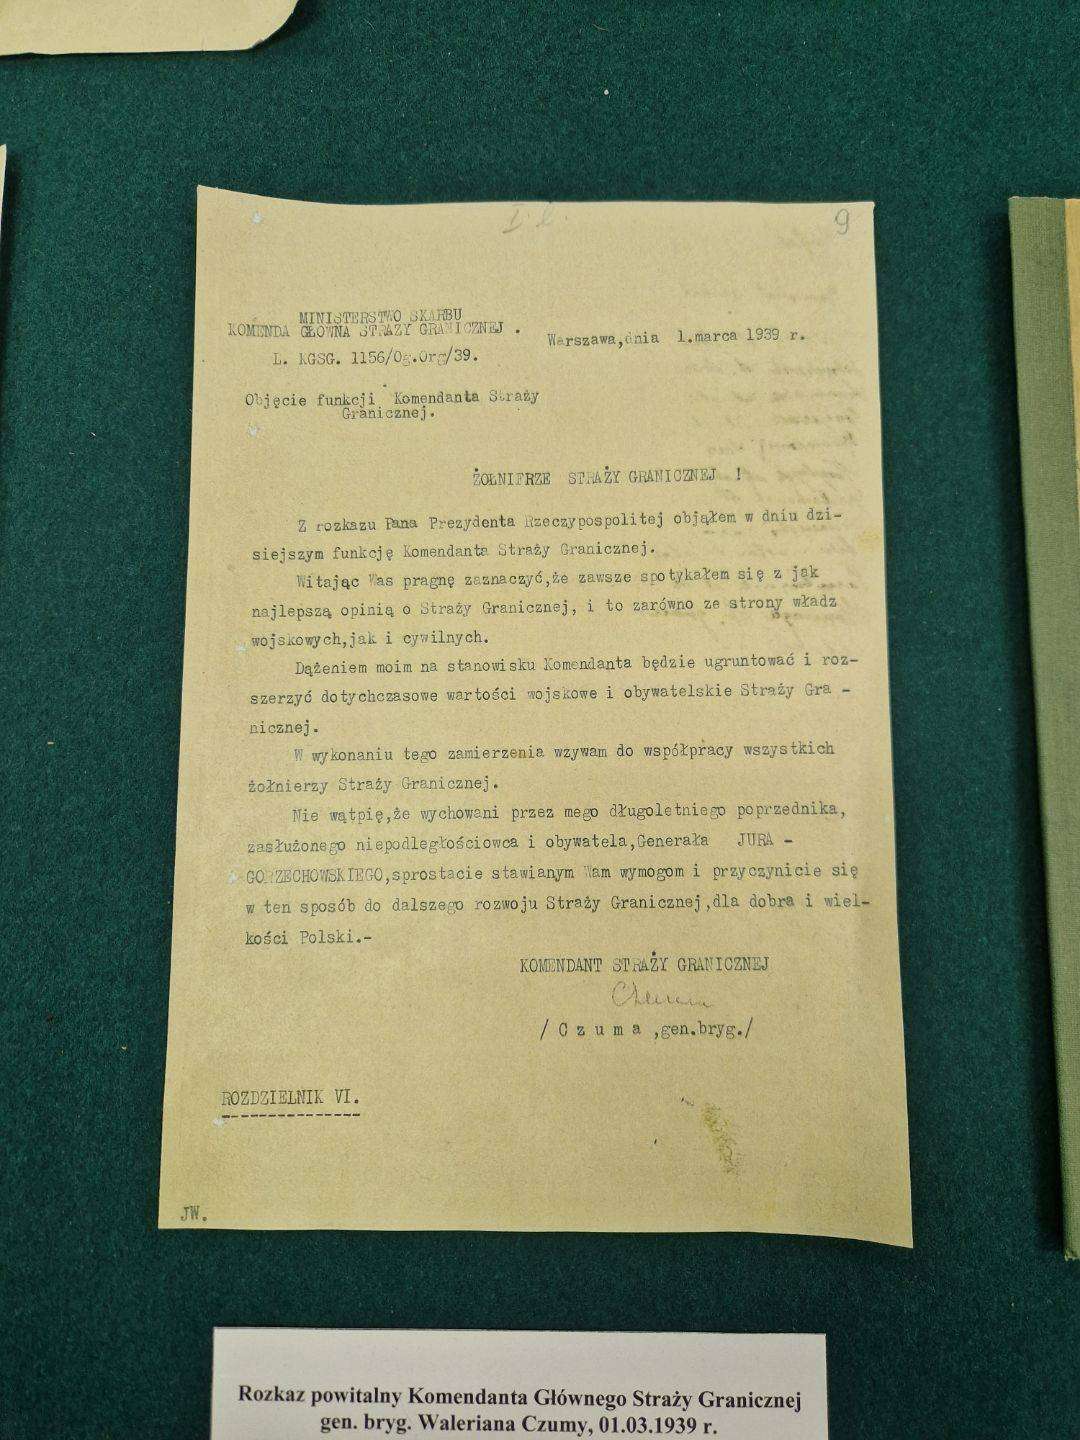 9
MINISTERSTWO SKARBU
KOMENDA GŁÓWNA STRAŻY GRANICZNEJ .
L. KGSG. 1156/Og.Org/39.
Warszawa,dnia 1.marca 1939 r.
Objęcie funkcji Komendanta Straży
Granicznej.
ŻOŁNIERZE STRAŻY GRANICZNEJ !
Z rozkazu Pana Prezydenta Rzeczypospolitej objąłem w dniu dzi-
siejszym funkcję Komendanta Straży Granicznej.
Witając Was pragnę zaznaczyć,że zawsze spotykałem się z jak
najlepszą opinią o Straży Granicznej, i to zarówno ze strony władz
wojskowych,jak i cywilnych.
Dążeniem moim na stanowisku Komendanta będzie ugruntować i roz-
szerzyć dotychczasowe wartości wojskowe i obywatelskie Straży Gra -
nicznej.
W wykonaniu tego zamierzenia wzywam do współpracy wszystkich
żołnierzy Straży Granicznej.
Nie wątpię,że wychowani przez mego długoletniego poprzednika,
zasłużonego niepodległościowca i obywatela,Generała JURA -
GORZECHOWSKIEGO,sprostacie stawianym Wam wymogom i przyczynicie się
w ten sposób do dalszego rozwoju Straży Granicznej,dla dobra i wiel-
kości Polski.-
KOMENDANT STRAŻY GRANICZNEJ
/ C z u m a ,gen.bryg./
ROZDZIELNIK VI.
JW.
Rozkaz powitalny Komendanta Głównego Straży Granicznej
gen. bryg. Waleriana Czumy, 01.03.1939 r.